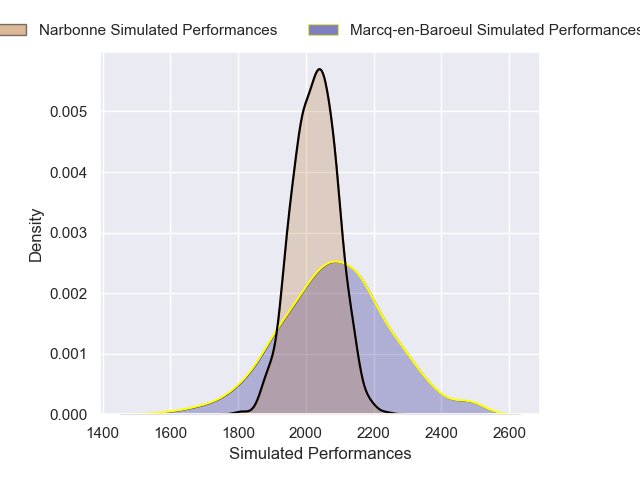 Narbonne Simulated Performances
Marcq-en-Baroeul Simulated Performances
0.005
0.004
0.003
0.002
0.001
0.000
Density
1400 1600 1800 2000 2200 2400 2600
Simulated Performances